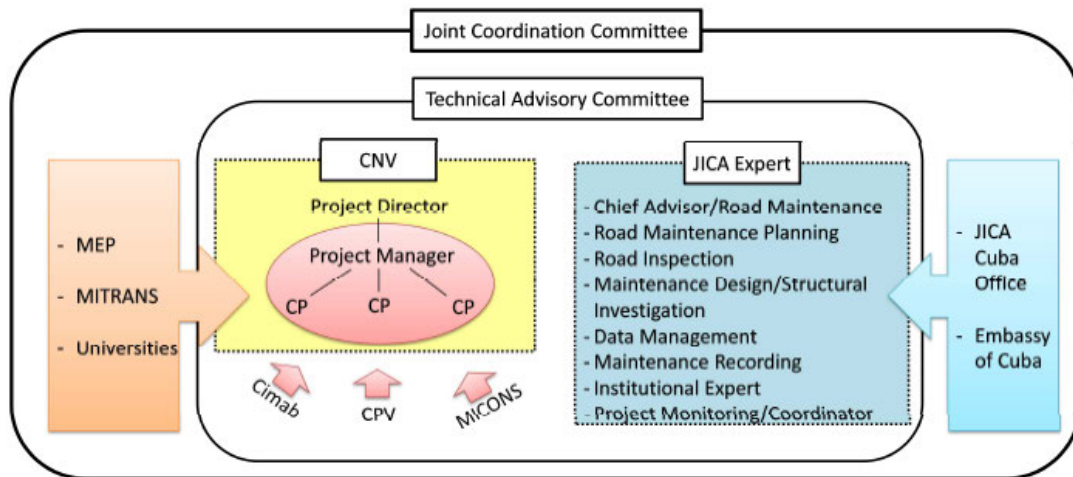 Joint Coordination Committee
Technical Advisory Committee
CNV
Project Director
Project Manager
CP
CP
CP
Cimab
CPV
MICONS
JICA Expert
- Chief Advisor/Road Maintenance
- Road Maintenance Planning
- Road Inspection
- Maintenance Design/Structural
Investigation
- Data Management
- Maintenance Recording
- Institutional Expert
- Project Monitoring/Coordinator
- MEP
- MITRANS
- Universities
- JICA
Cuba
Office
- Embassy
of Cuba